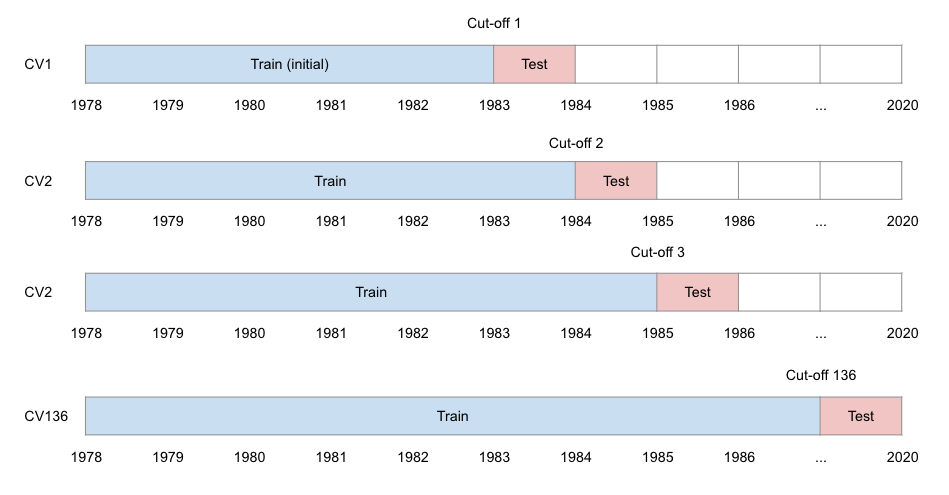 Cut-off 1
CV1 Train (initial) Test
1978 1979 1980 1981 1982 1983 1984 1985 1986 ... 2020
Cut-off 2
CV2 Train Test
1978 1979 1980 1981 1982 1983 1984 1985 1986 ... 2020
Cut-off 3
CV2 Train Test
1978 1979 1980 1981 1982 1983 1984 1985 1986 ... 2020
Cut-off 136
CV136 Train Test
1978 1979 1980 1981 1982 1983 1984 1985 1986 ... 2020